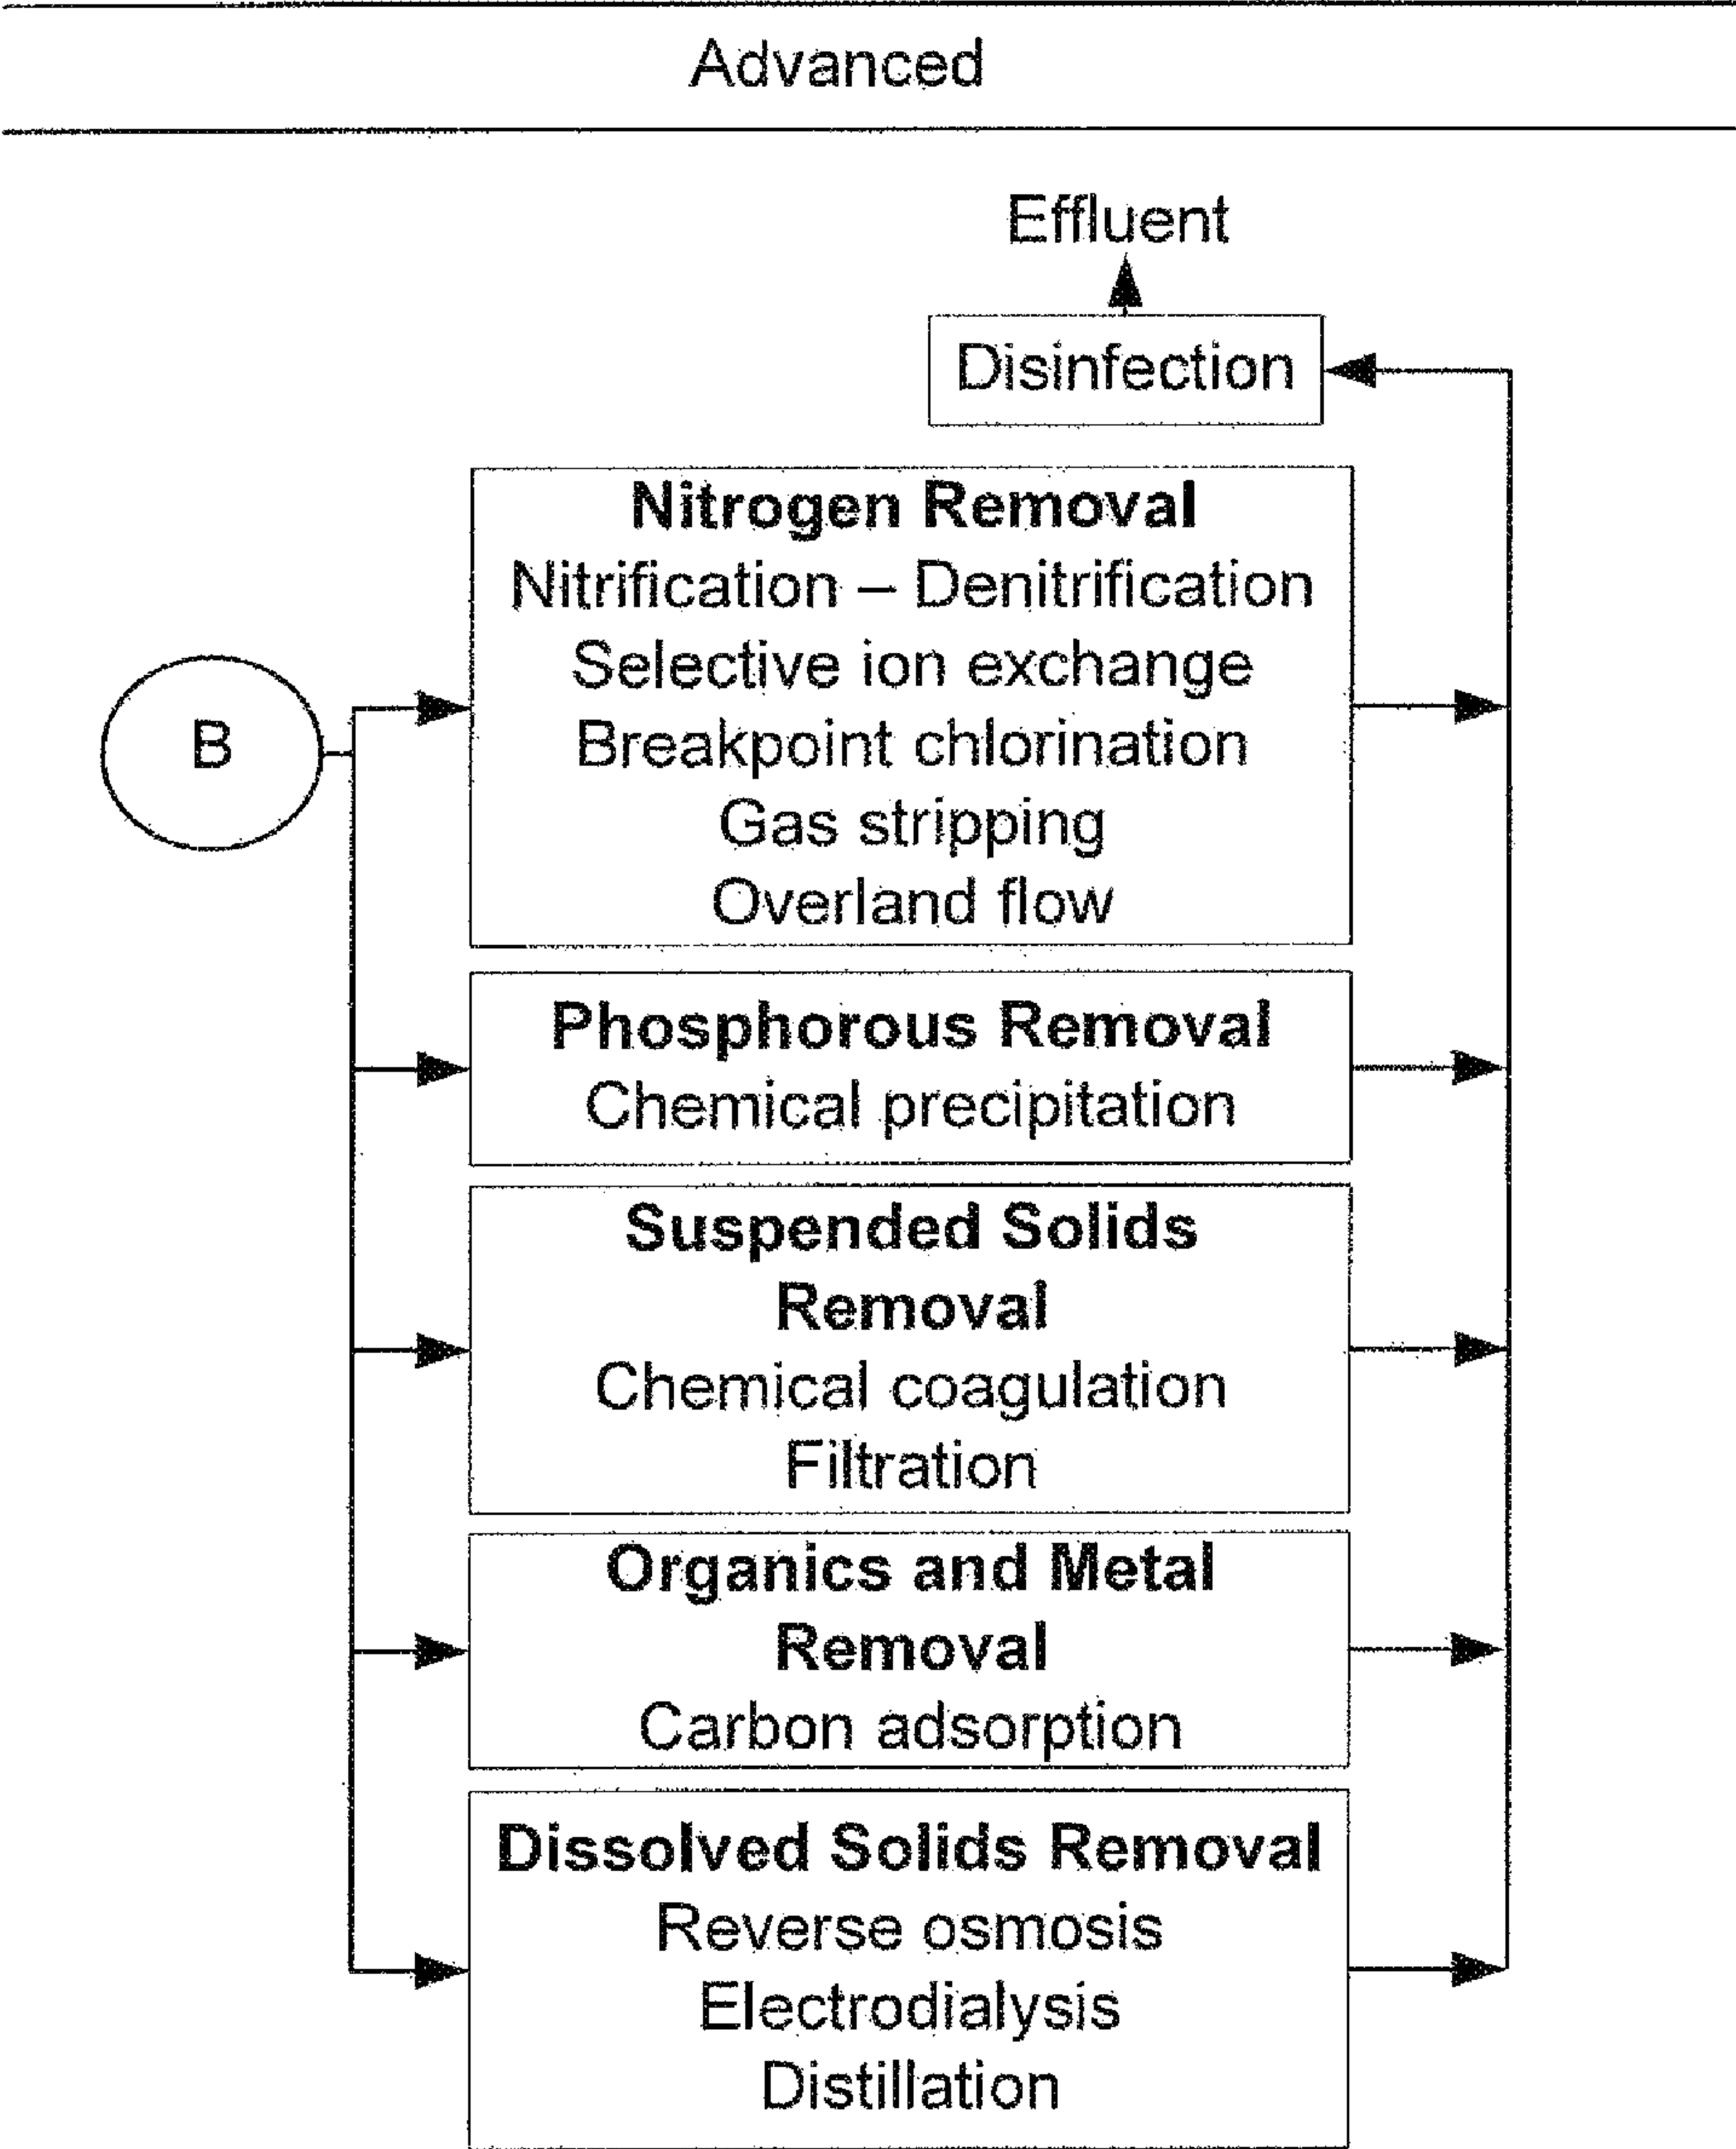 Advanced
Effluent
Disinfection
Nitrogen Removal
Nitrification – Denitrification
Selective ion exchange
Breakpoint chlorination
Gas stripping
Overland flow
B
Phosphorous Removal
Chemical precipitation
Suspended Solids
Removal
Chemical coagulation
Filtration
Organics and Metal
Removal
Carbon adsorption
Dissolved Solids Removal
Reverse osmosis
Electrodialysis
Distillation